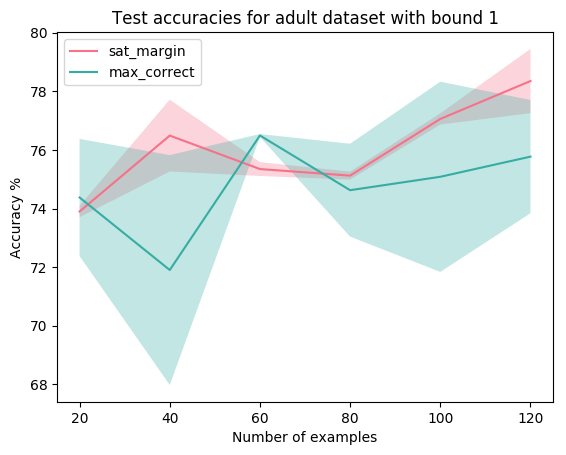 Test accuracies for adult dataset with bound 1
sat_margin
max_correct
Accuracy %
80
78
76
74
72
70
68
20 40 60 80 100 120
Number of examples